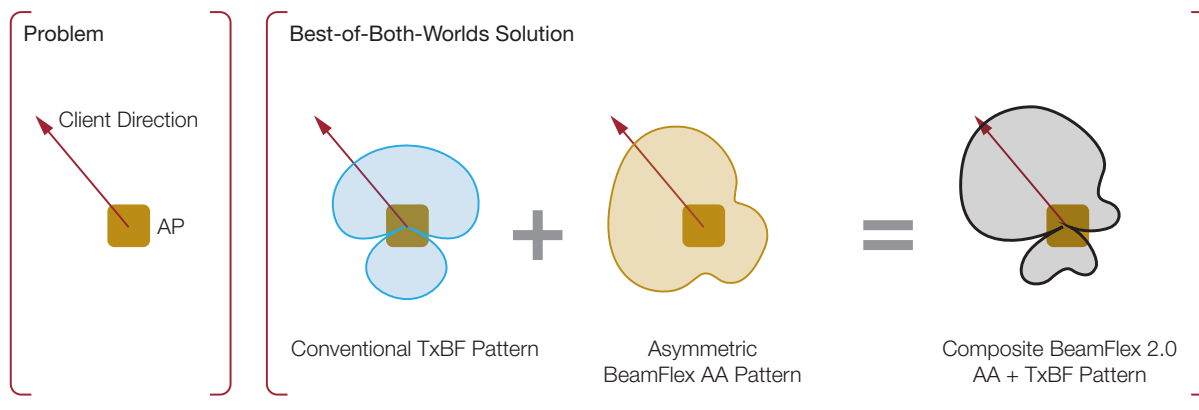 Problem
Best-of-Both-Worlds Solution
Client Direction
AP
Conventional TxBF Pattern
Asymmetric
BeamFlex AA Pattern
Composite BeamFlex 2.0
AA + TxBF Pattern